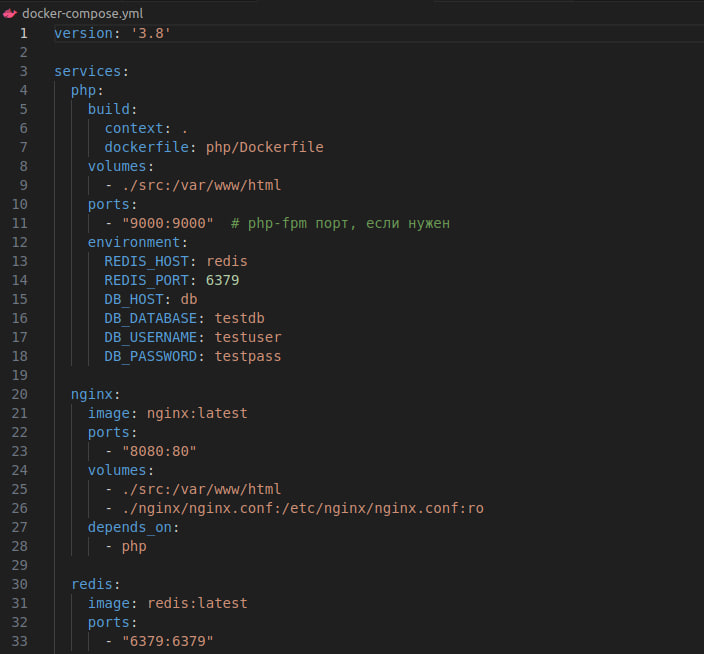 docker-compose.yml
1 version: '3.8'
2
3 services:
4   php:
5     build:
6       context: .
7       dockerfile: php/Dockerfile
8     volumes:
9       - ./src:/var/www/html
10     ports:
11       - "9000:9000"  # php-fpm порт, если нужен
12     environment:
13       REDIS_HOST: redis
14       REDIS_PORT: 6379
15       DB_HOST: db
16       DB_DATABASE: testdb
17       DB_USERNAME: testuser
18       DB_PASSWORD: testpass
19
20   nginx:
21     image: nginx:latest
22     ports:
23       - "8080:80"
24     volumes:
25       - ./src:/var/www/html
26       - ./nginx/nginx.conf:/etc/nginx/nginx.conf:ro
27     depends_on:
28       - php
29
30   redis:
31     image: redis:latest
32     ports:
33       - "6379:6379"